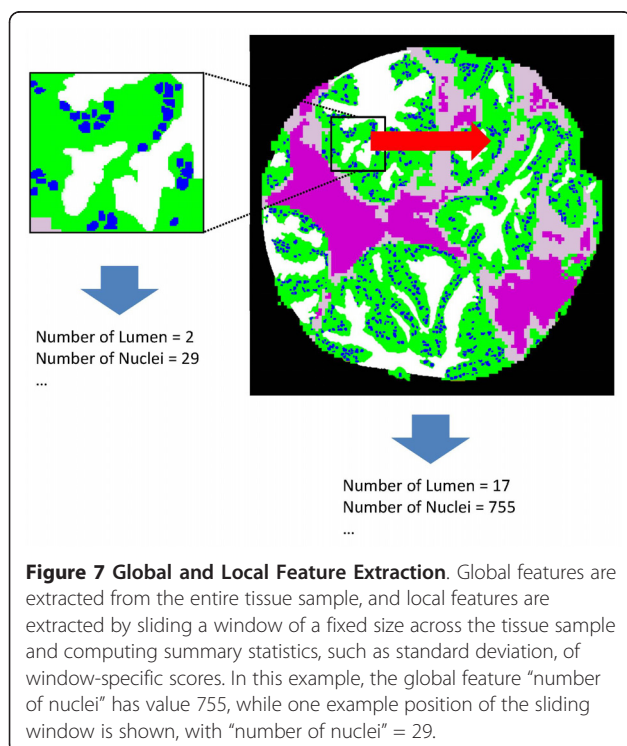 Number of Lumen = 2
Number of Nuclei = 29
...
Number of Lumen = 17
Number of Nuclei = 755
...
Figure 7 Global and Local Feature Extraction. Global features are
extracted from the entire tissue sample, and local features are
extracted by sliding a window of a fixed size across the tissue sample
and computing summary statistics, such as standard deviation, of
window-specific scores. In this example, the global feature “number
of nuclei” has value 755, while one example position of the sliding
window is shown, with “number of nuclei” = 29.